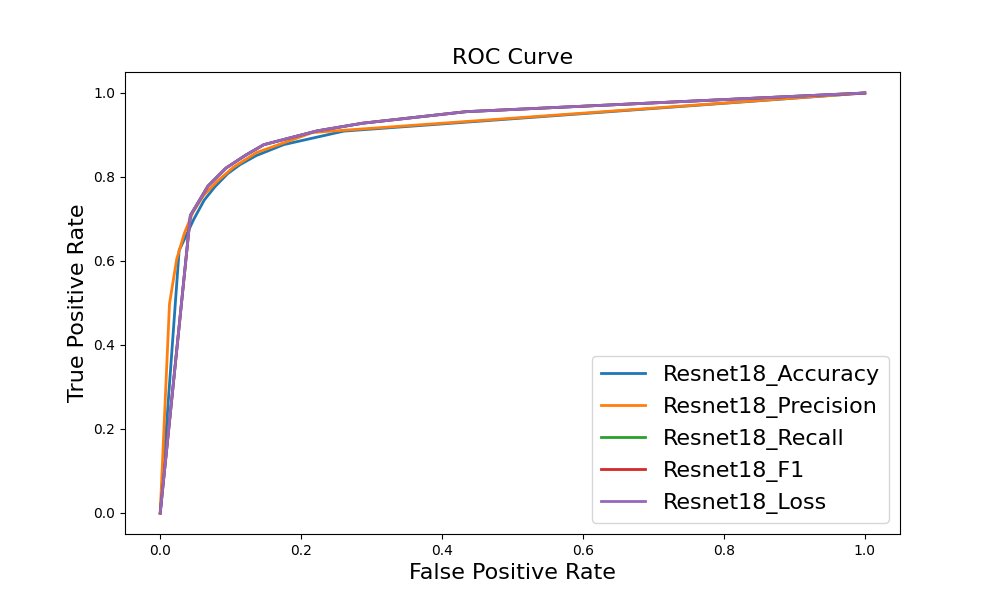 ROC Curve
True Positive Rate
1.0
0.8
0.6
0.4
0.2
0.0
Resnet18_Accuracy
Resnet18_Precision
Resnet18_Recall
Resnet18_F1
Resnet18_Loss
0.0 0.2 0.4 0.6 0.8 1.0
False Positive Rate